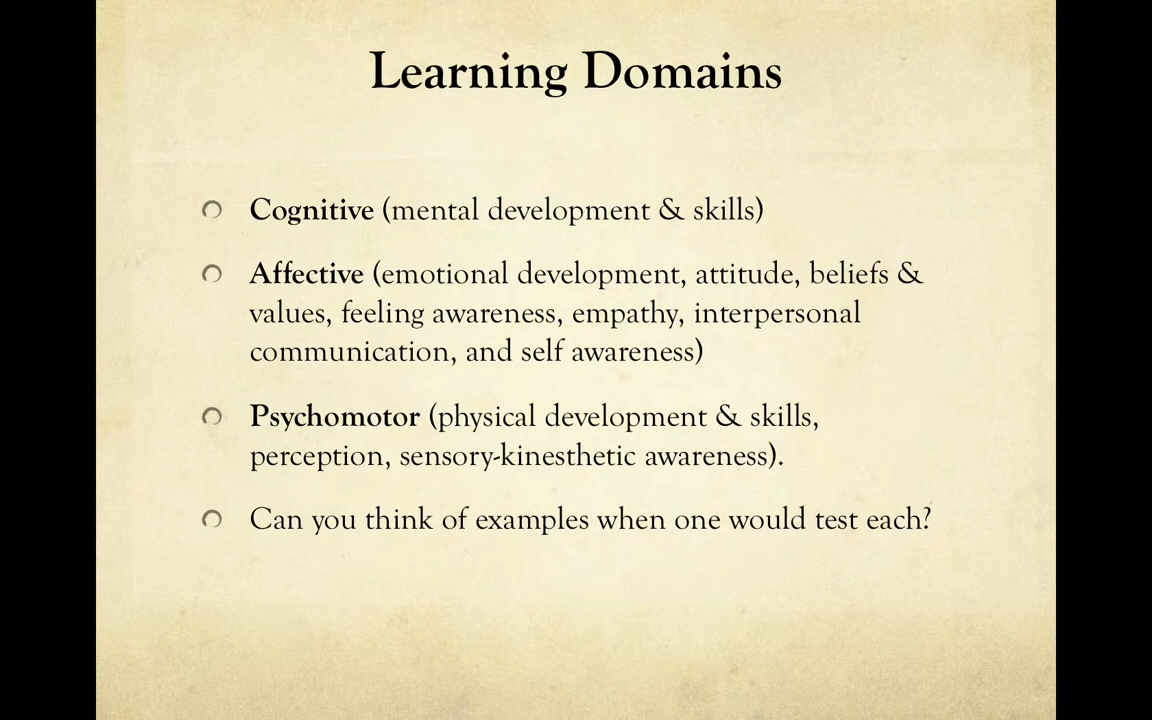 Learning Domains
Cognitive (mental development & skills)
Affective (emotional development, attitude, beliefs &
values, feeling awareness, empathy, interpersonal
communication, and self awareness)
Psychomotor (physical development & skills,
perception, sensory-kinesthetic awareness).
Can you think of examples when one would test each?